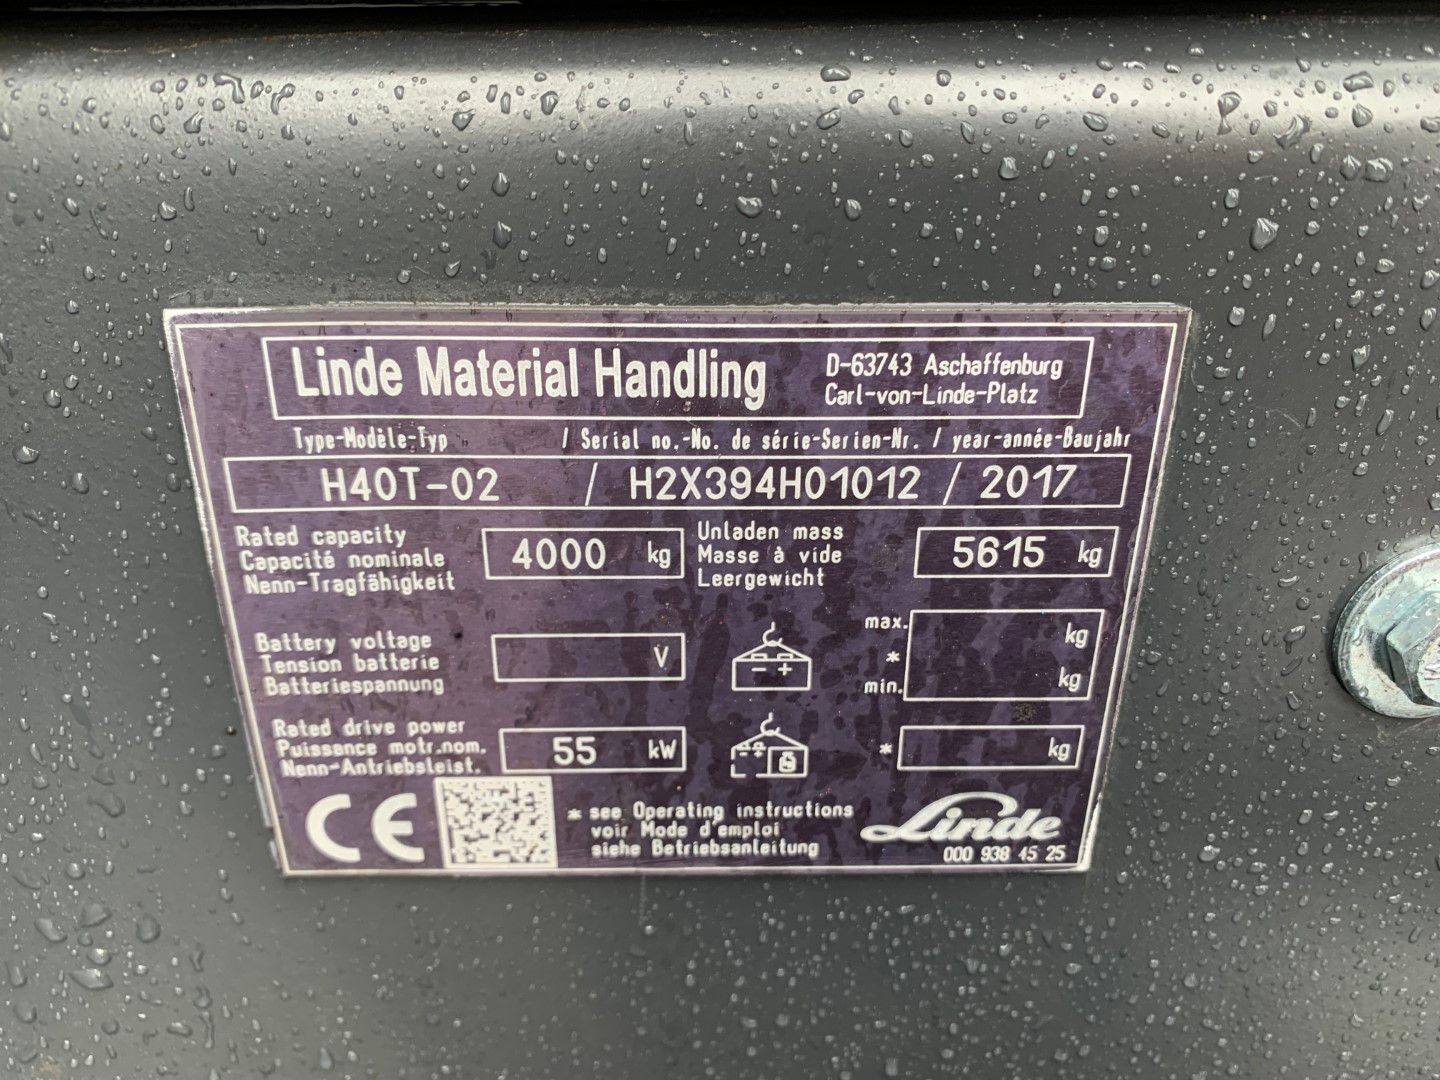 Linde Material Handling
D-63743 Aschaffenburg
Carl-von-Linde-Platz
Type-Modèle-Typ / Serial no.-No. de série-Serien-Nr. / year-année-Baujahr
H40T-02 / H2X394H01012 / 2017
Rated capacity
Capacité nominale
Nenn-Tragfähigkeit
4000 kg
Unladen mass
Masse à vide
Leergewicht
5615 kg
Battery voltage
Tension batterie
Batteriespannung
V
max. kg
*
min. kg
Rated drive power
Puissance motr.nom.
Nenn-Antriebsleist.
55 kW
* kg
CE
* see Operating instructions
voir Mode d'emploi
siehe Betriebsanleitung
Linde
000 938 45 25